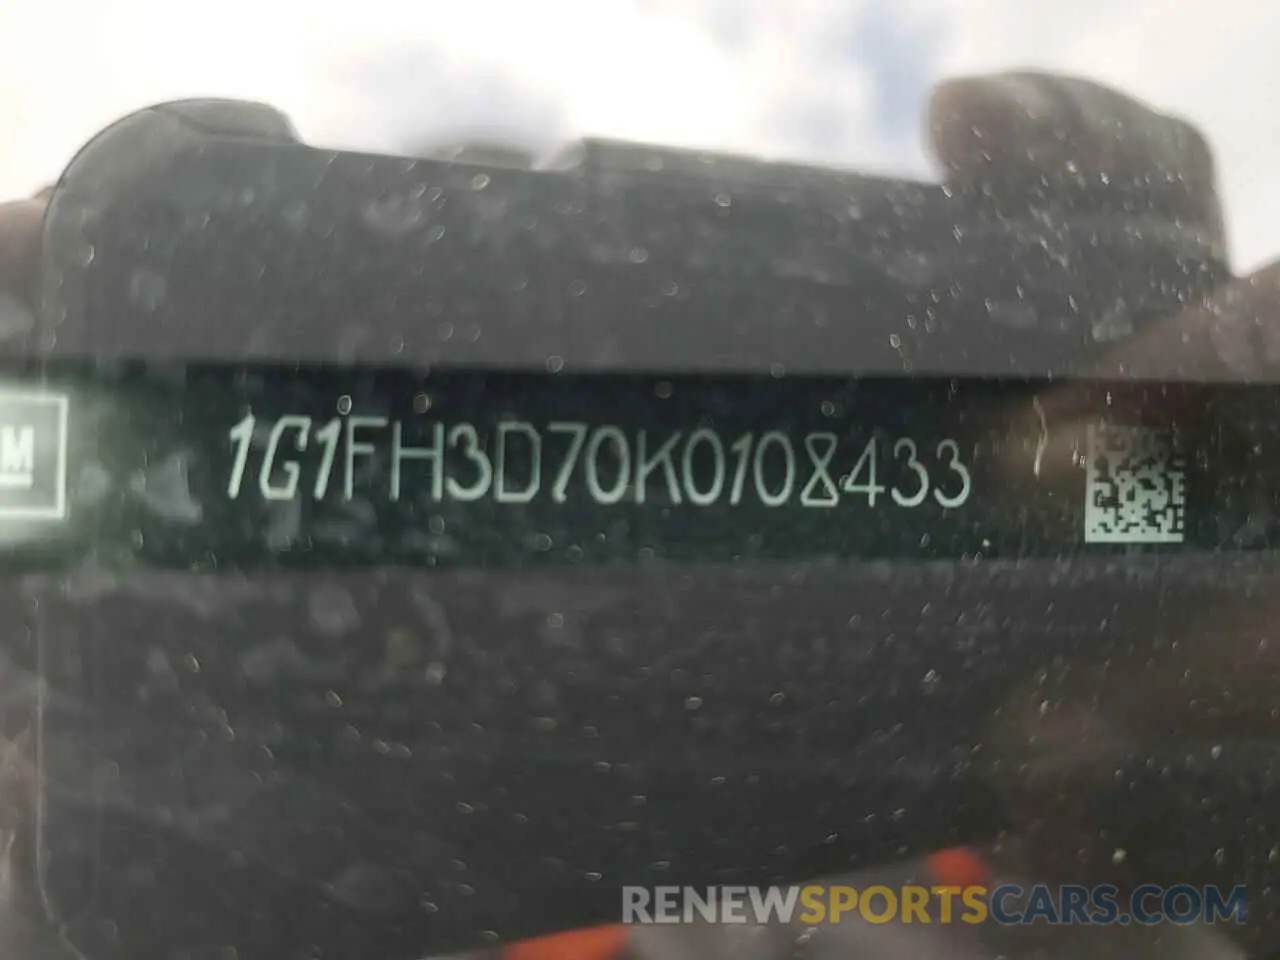 M
1G1FH3D70K0108433
RENEWSPORTSCARS.COM